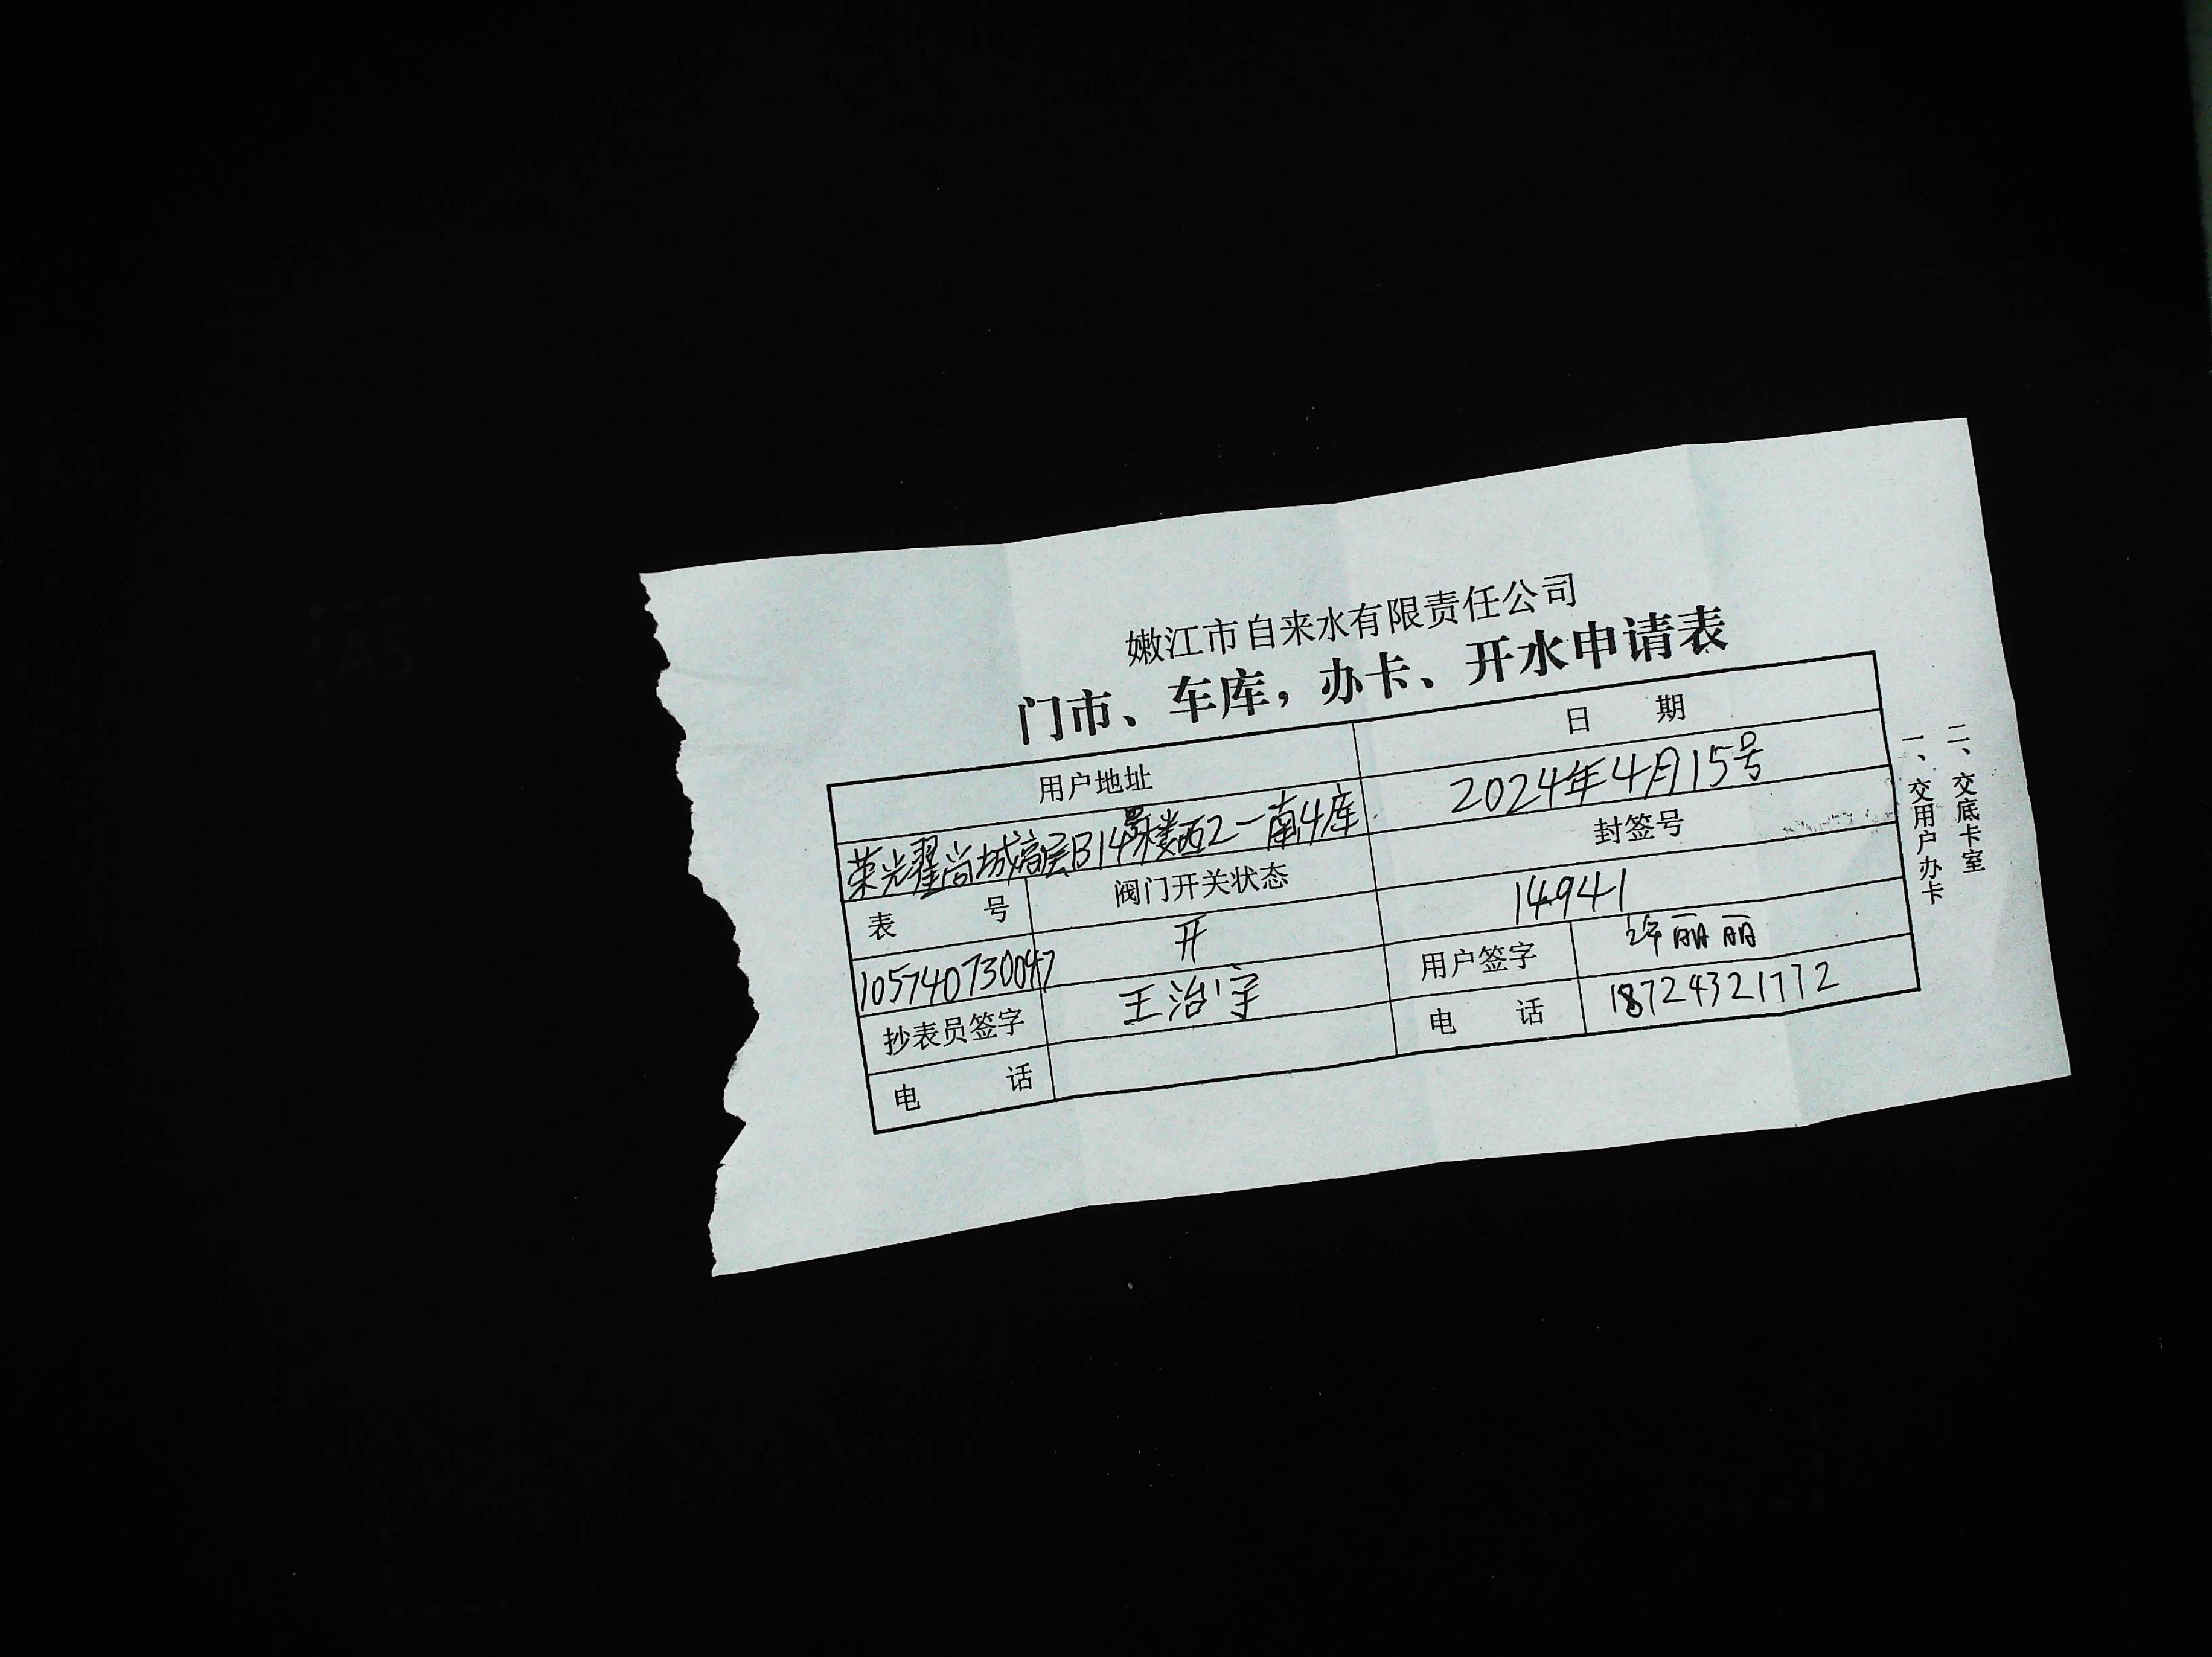 嫩江市自来水有限责任公司
门市、车库，办卡、开水申请表
用户地址
日 期
荣光耀尚城高层B14号楼西2一南4库
2024年4月15号
表 号
阀门开关状态
封签号
105740730047
开
14941
抄表员签字
王治宇
用户签字
许丽丽
电 话
电 话
18724321772
一、交用户办卡
二、交底卡室
A5